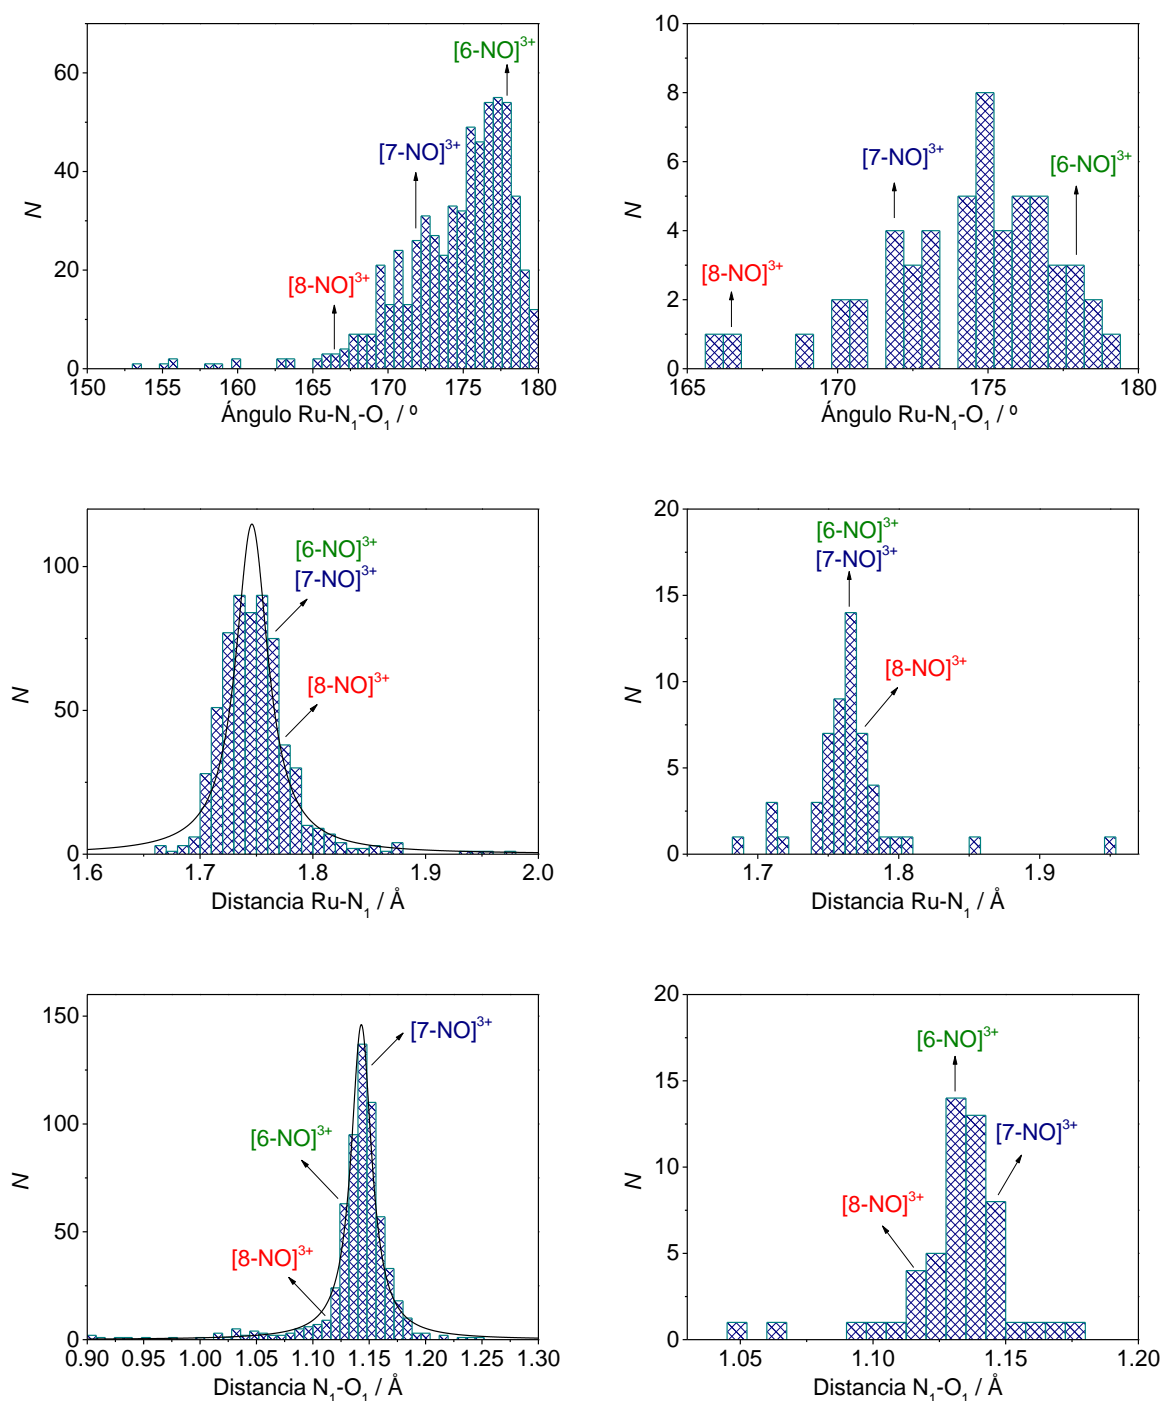 60
40
20
0
N
[6-NO]³⁺
[7-NO]³⁺
[8-NO]³⁺
150 155 160 165 170 175 180
Ángulo Ru-N₁-O₁ / º
10
8
6
4
2
0
N
[7-NO]³⁺
[6-NO]³⁺
[8-NO]³⁺
165 170 175 180
Ángulo Ru-N₁-O₁ / º
100
50
0
N
[6-NO]³⁺
[7-NO]³⁺
[8-NO]³⁺
1.6 1.7 1.8 1.9 2.0
Distancia Ru-N₁ / Å
20
15
10
5
0
N
[6-NO]³⁺
[7-NO]³⁺
[8-NO]³⁺
1.7 1.8 1.9
Distancia Ru-N₁ / Å
150
100
50
0
N
[7-NO]³⁺
[6-NO]³⁺
[8-NO]³⁺
0.90 0.95 1.00 1.05 1.10 1.15 1.20 1.25 1.30
Distancia N₁-O₁ / Å
20
15
10
5
0
N
[6-NO]³⁺
[7-NO]³⁺
[8-NO]³⁺
1.05 1.10 1.15 1.20
Distancia N₁-O₁ / Å